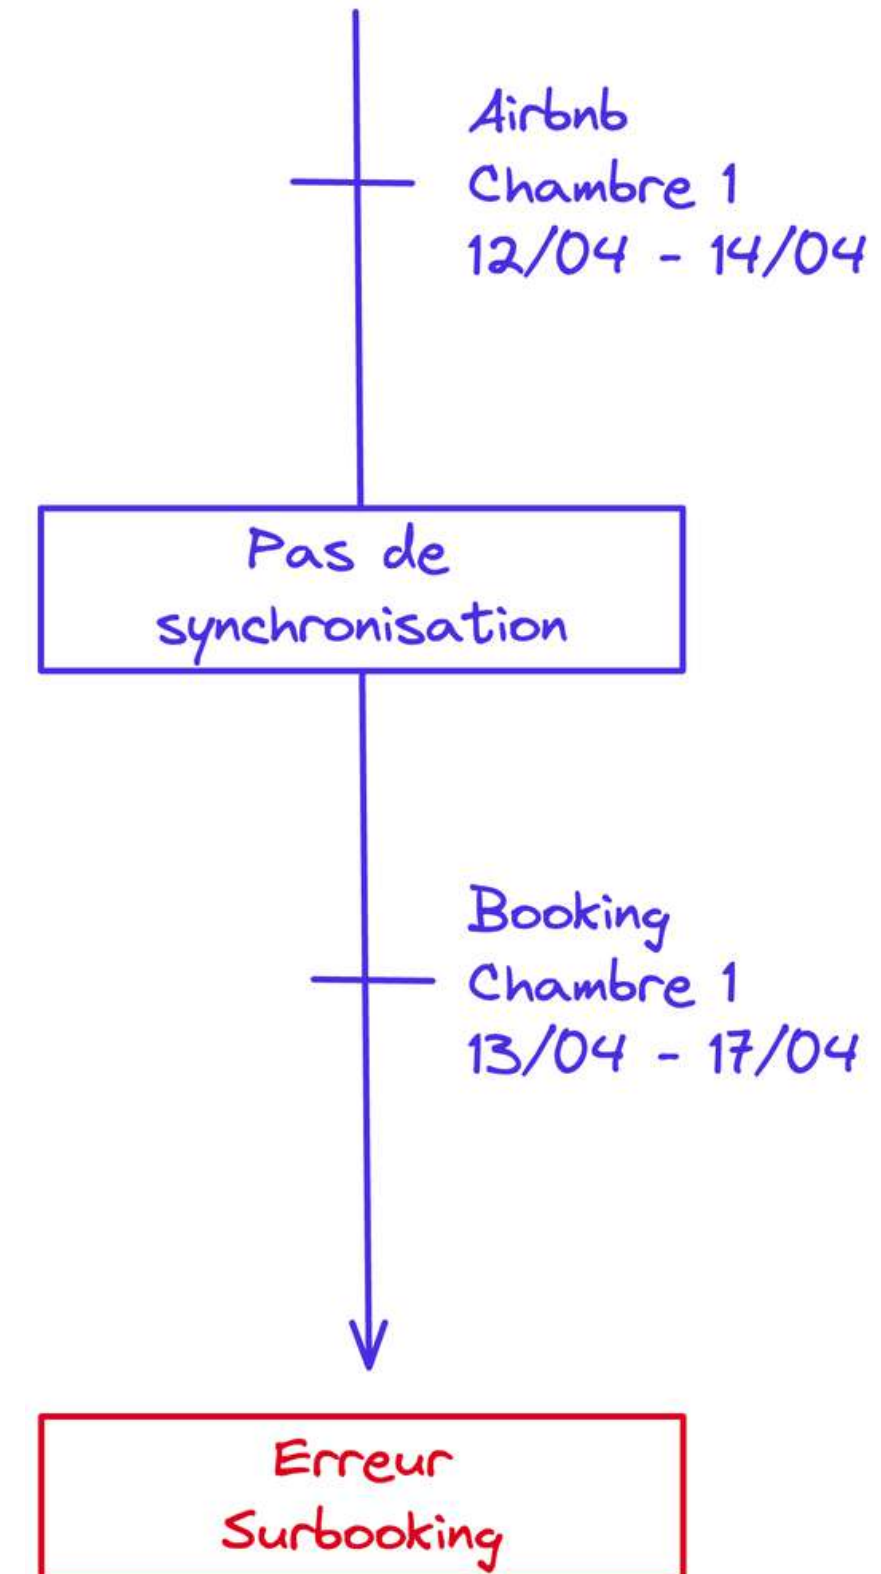 Airbnb
Chambre 1
12/04 - 14/04
Pas de
synchronisation
Booking
Chambre 1
13/04 - 17/04
Erreur
Surbooking